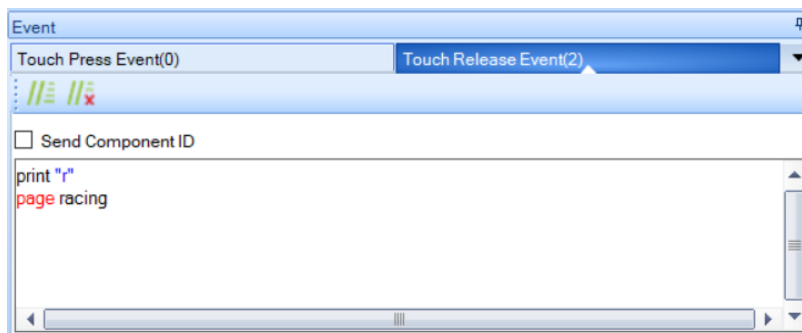 Event
Touch Press Event(0)
Touch Release Event(2)
Send Component ID
print "r"
page racing